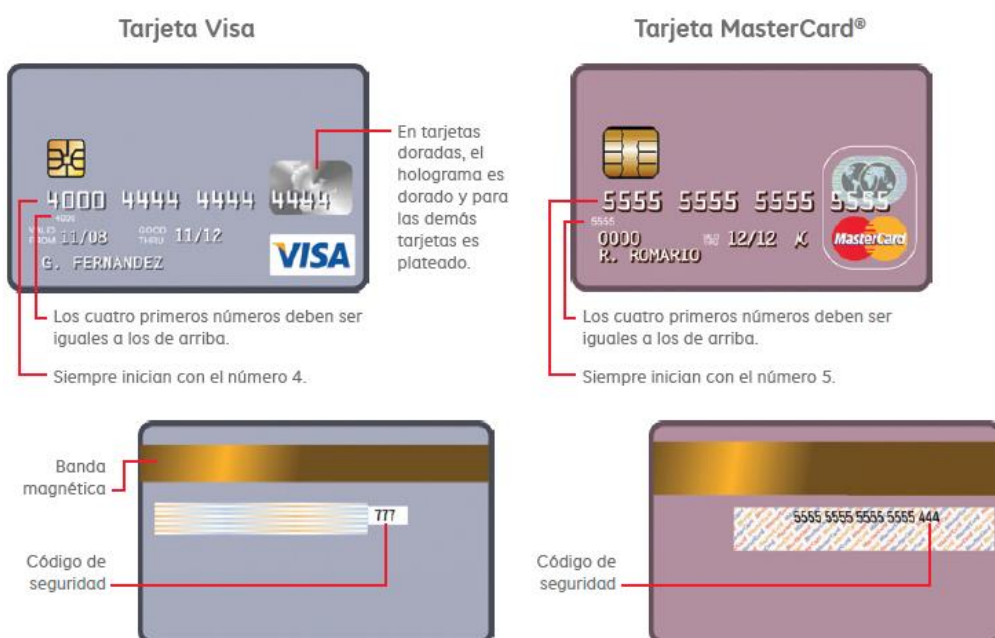 Tarjeta Visa
4000 4444 4444 4444
4000
VALID FROM 11/08 GOOD THRU 11/12
G. FERNANDEZ
VISA
En tarjetas
doradas, el
holograma es
dorado y para
las demás
tarjetas es
plateado.
Los cuatro primeros números deben ser
iguales a los de arriba.
Siempre inician con el número 4.
Tarjeta MasterCard®
5555 5555 5555 5555
5555
0000 12/12
R. ROMARIO
MasterCard
Los cuatro primeros números deben ser
iguales a los de arriba.
Siempre inician con el número 5.
Banda
magnética
777
Código de
seguridad
5555 5555 5555 5555 444
Código de
seguridad